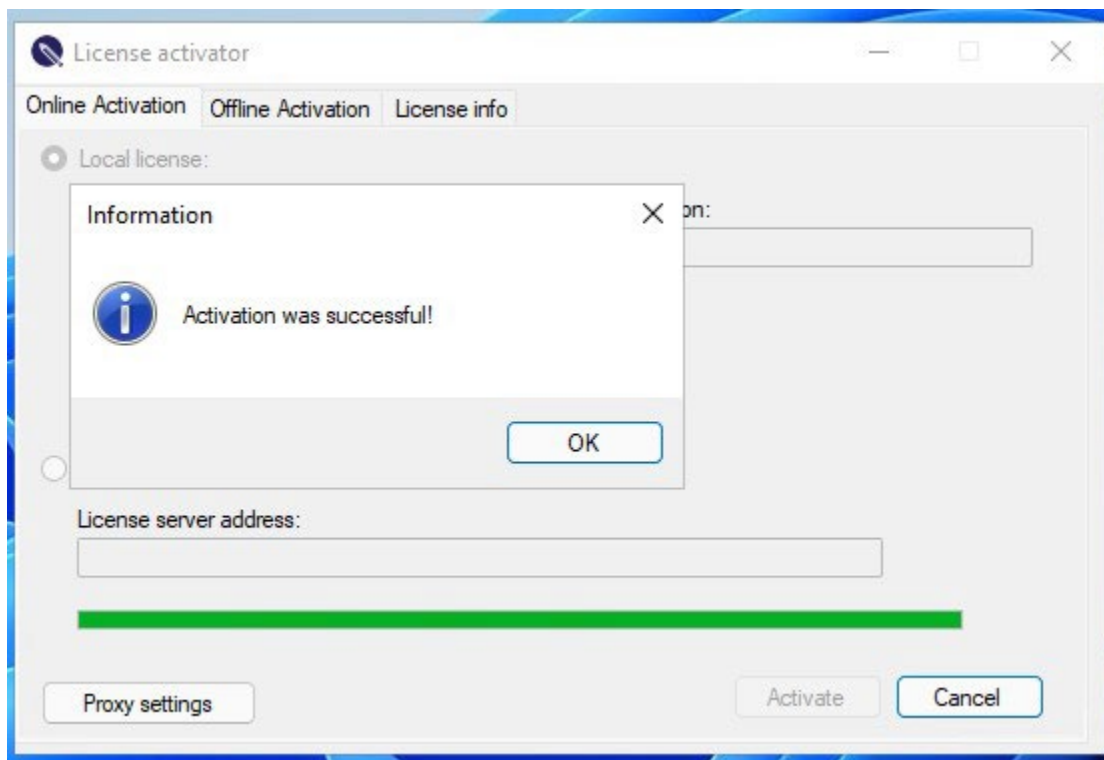 License activator
Online Activation Offline Activation License info
Local license:
Information
on:
Activation was successful!
OK
License server address:
Proxy settings Activate Cancel